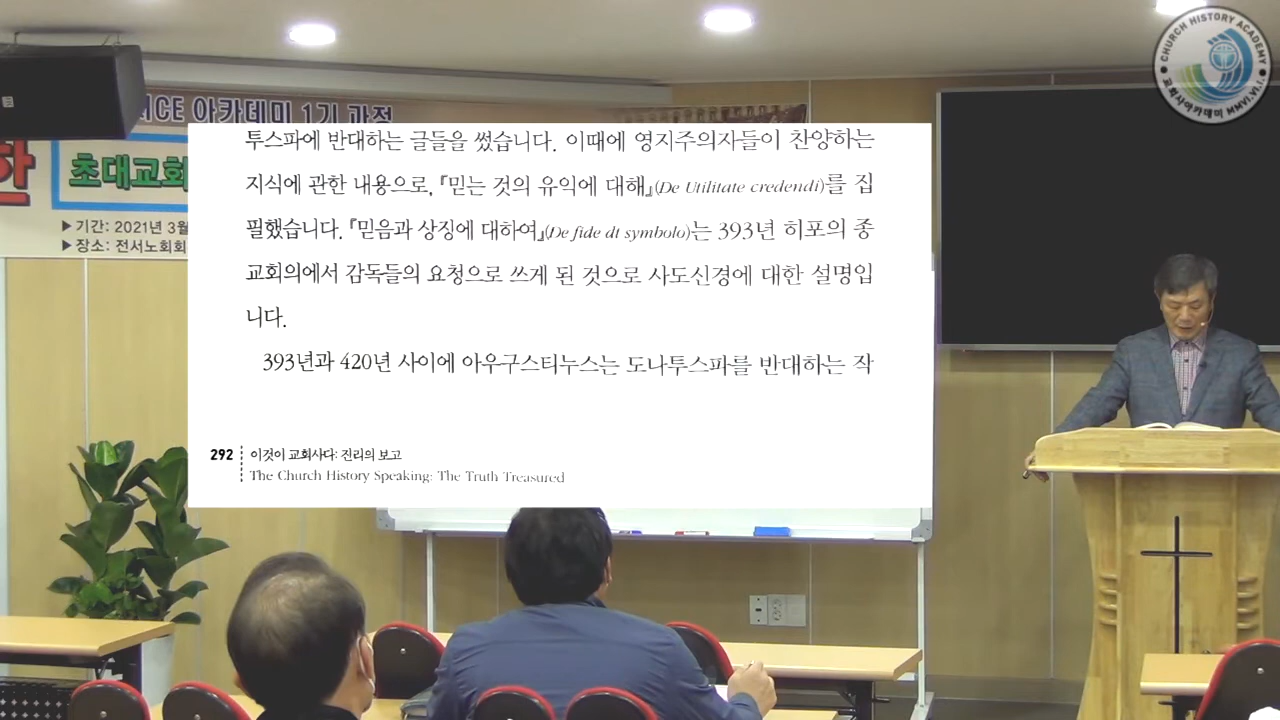 CHURCH HISTORY ACADEMY
교회사아카데미 MMVI.VI.I.
아카데미 1기 과정
초대교회
▶기간: 2021년 3월
▶장소: 전서노회회
투스파에 반대하는 글들을 썼습니다. 이때에 영지주의자들이 찬양하는
지식에 관한 내용으로, 『믿는 것의 유익에 대해』(De Utilitate credendi)를 집
필했습니다. 『믿음과 상징에 대하여』(De fide dt symbolo)는 393년 히포의 종
교회의에서 감독들의 요청으로 쓰게 된 것으로 사도신경에 대한 설명입
니다.
393년과 420년 사이에 아우구스티누스는 도나투스파를 반대하는 작
292 이것이 교회사다: 진리의 보고
The Church History Speaking: The Truth Treasured